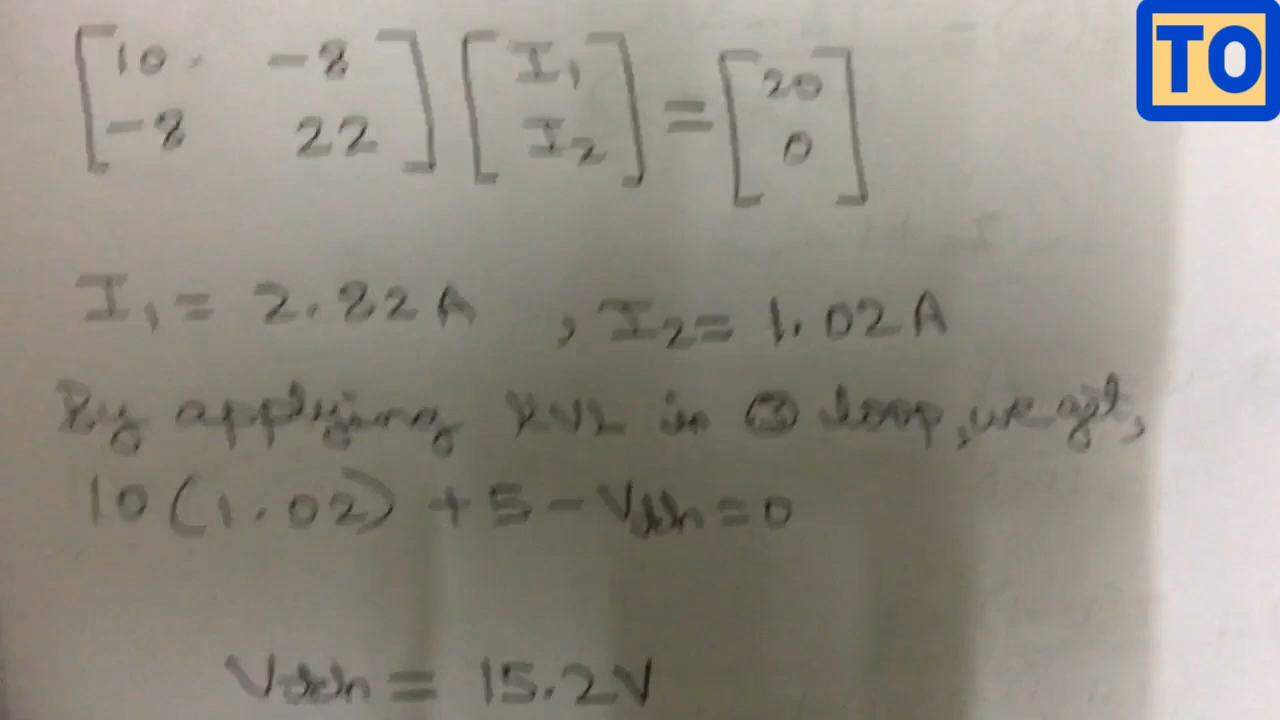 TO
[10 -8] [I1] = [20]
[-8 22] [I2] [0]
I1 = 2.82A , I2 = 1.02A
By applying KVL in ③ loop, we get,
10(1.02) + 5 - Vth = 0
Vth = 15.2V